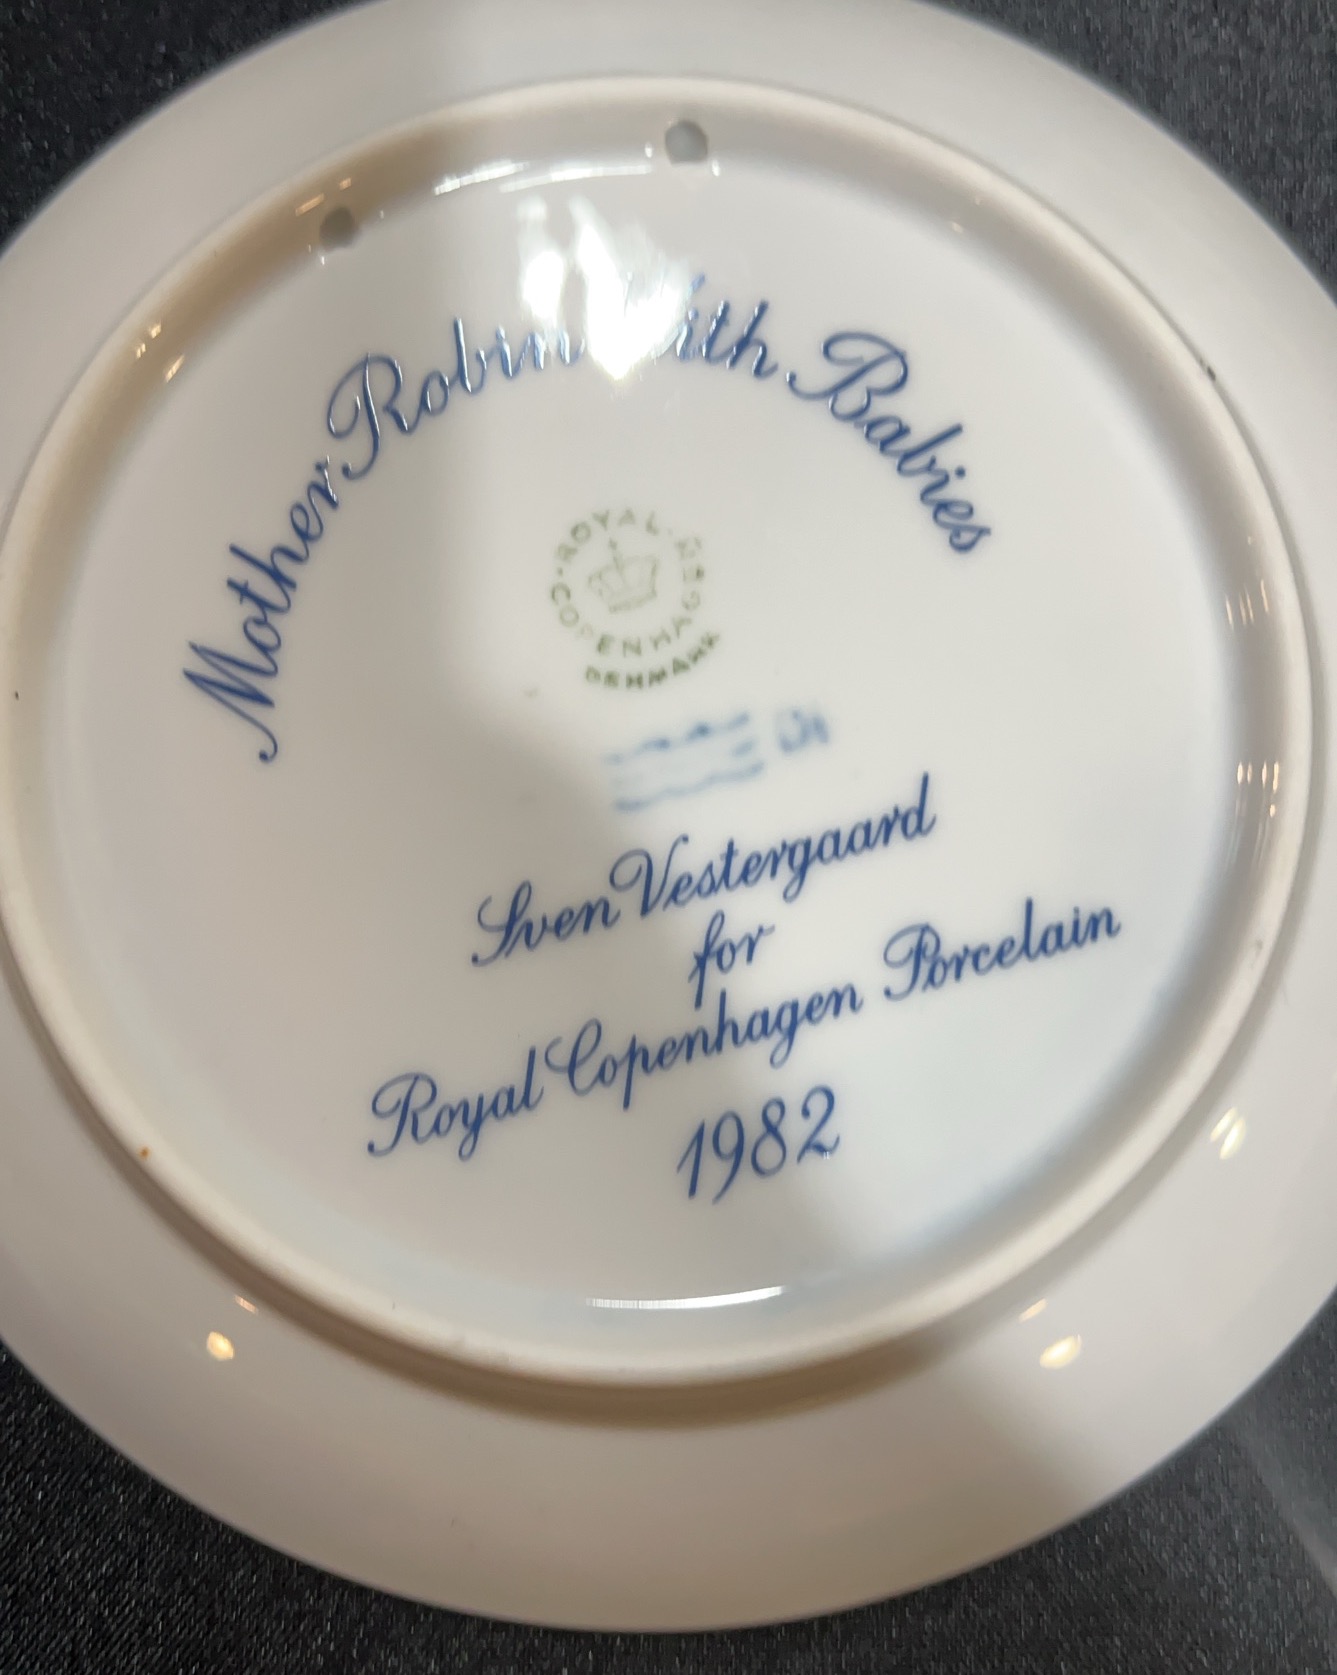 Mother Robin With Babies
ROYAL
COPENHAGEN
DENMARK
Sven Vestergaard
for
Royal Copenhagen Porcelain
1982